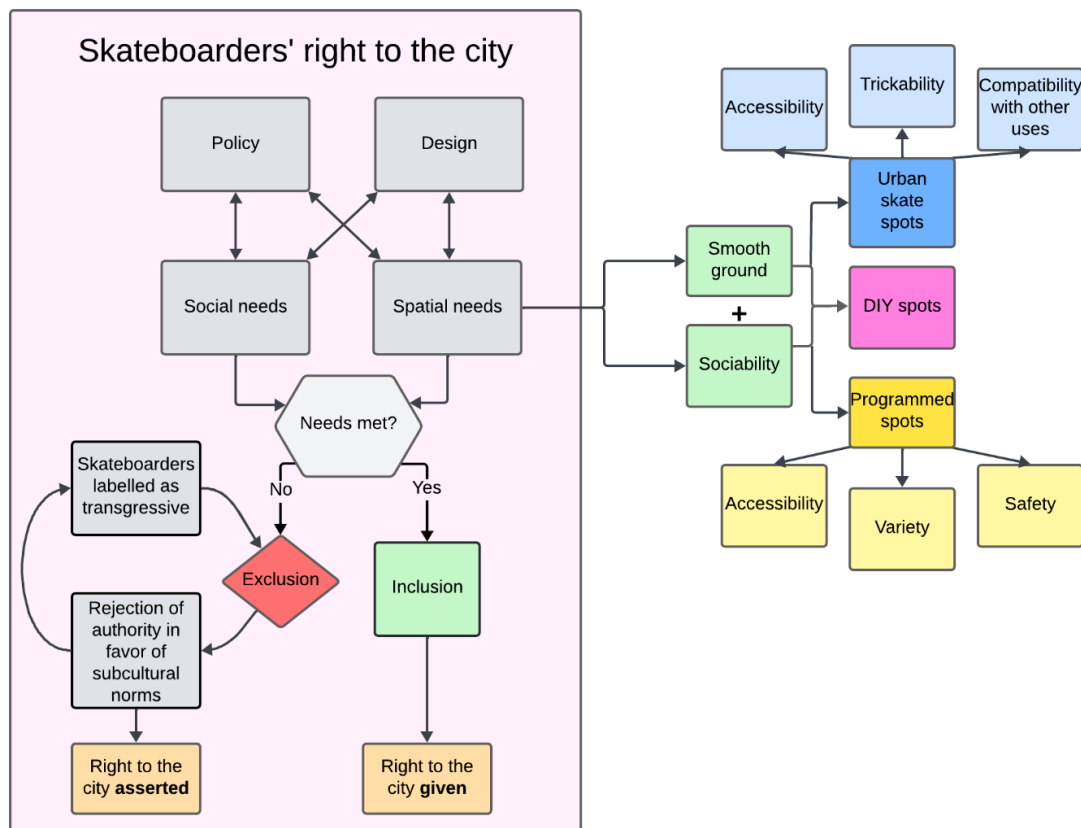 Skateboarders' right to the city
Policy
Design
Social needs
Spatial needs
Needs met?
No
Yes
Skateboarders
labelled as
transgressive
Exclusion
Inclusion
Rejection of
authority in
favor of
subcultural
norms
Right to the
city asserted
Right to the
city given
Smooth
ground
+
Sociability
Accessibility
Trickability
Compatibility
with other
uses
Urban
skate
spots
DIY spots
Programmed
spots
Accessibility
Variety
Safety